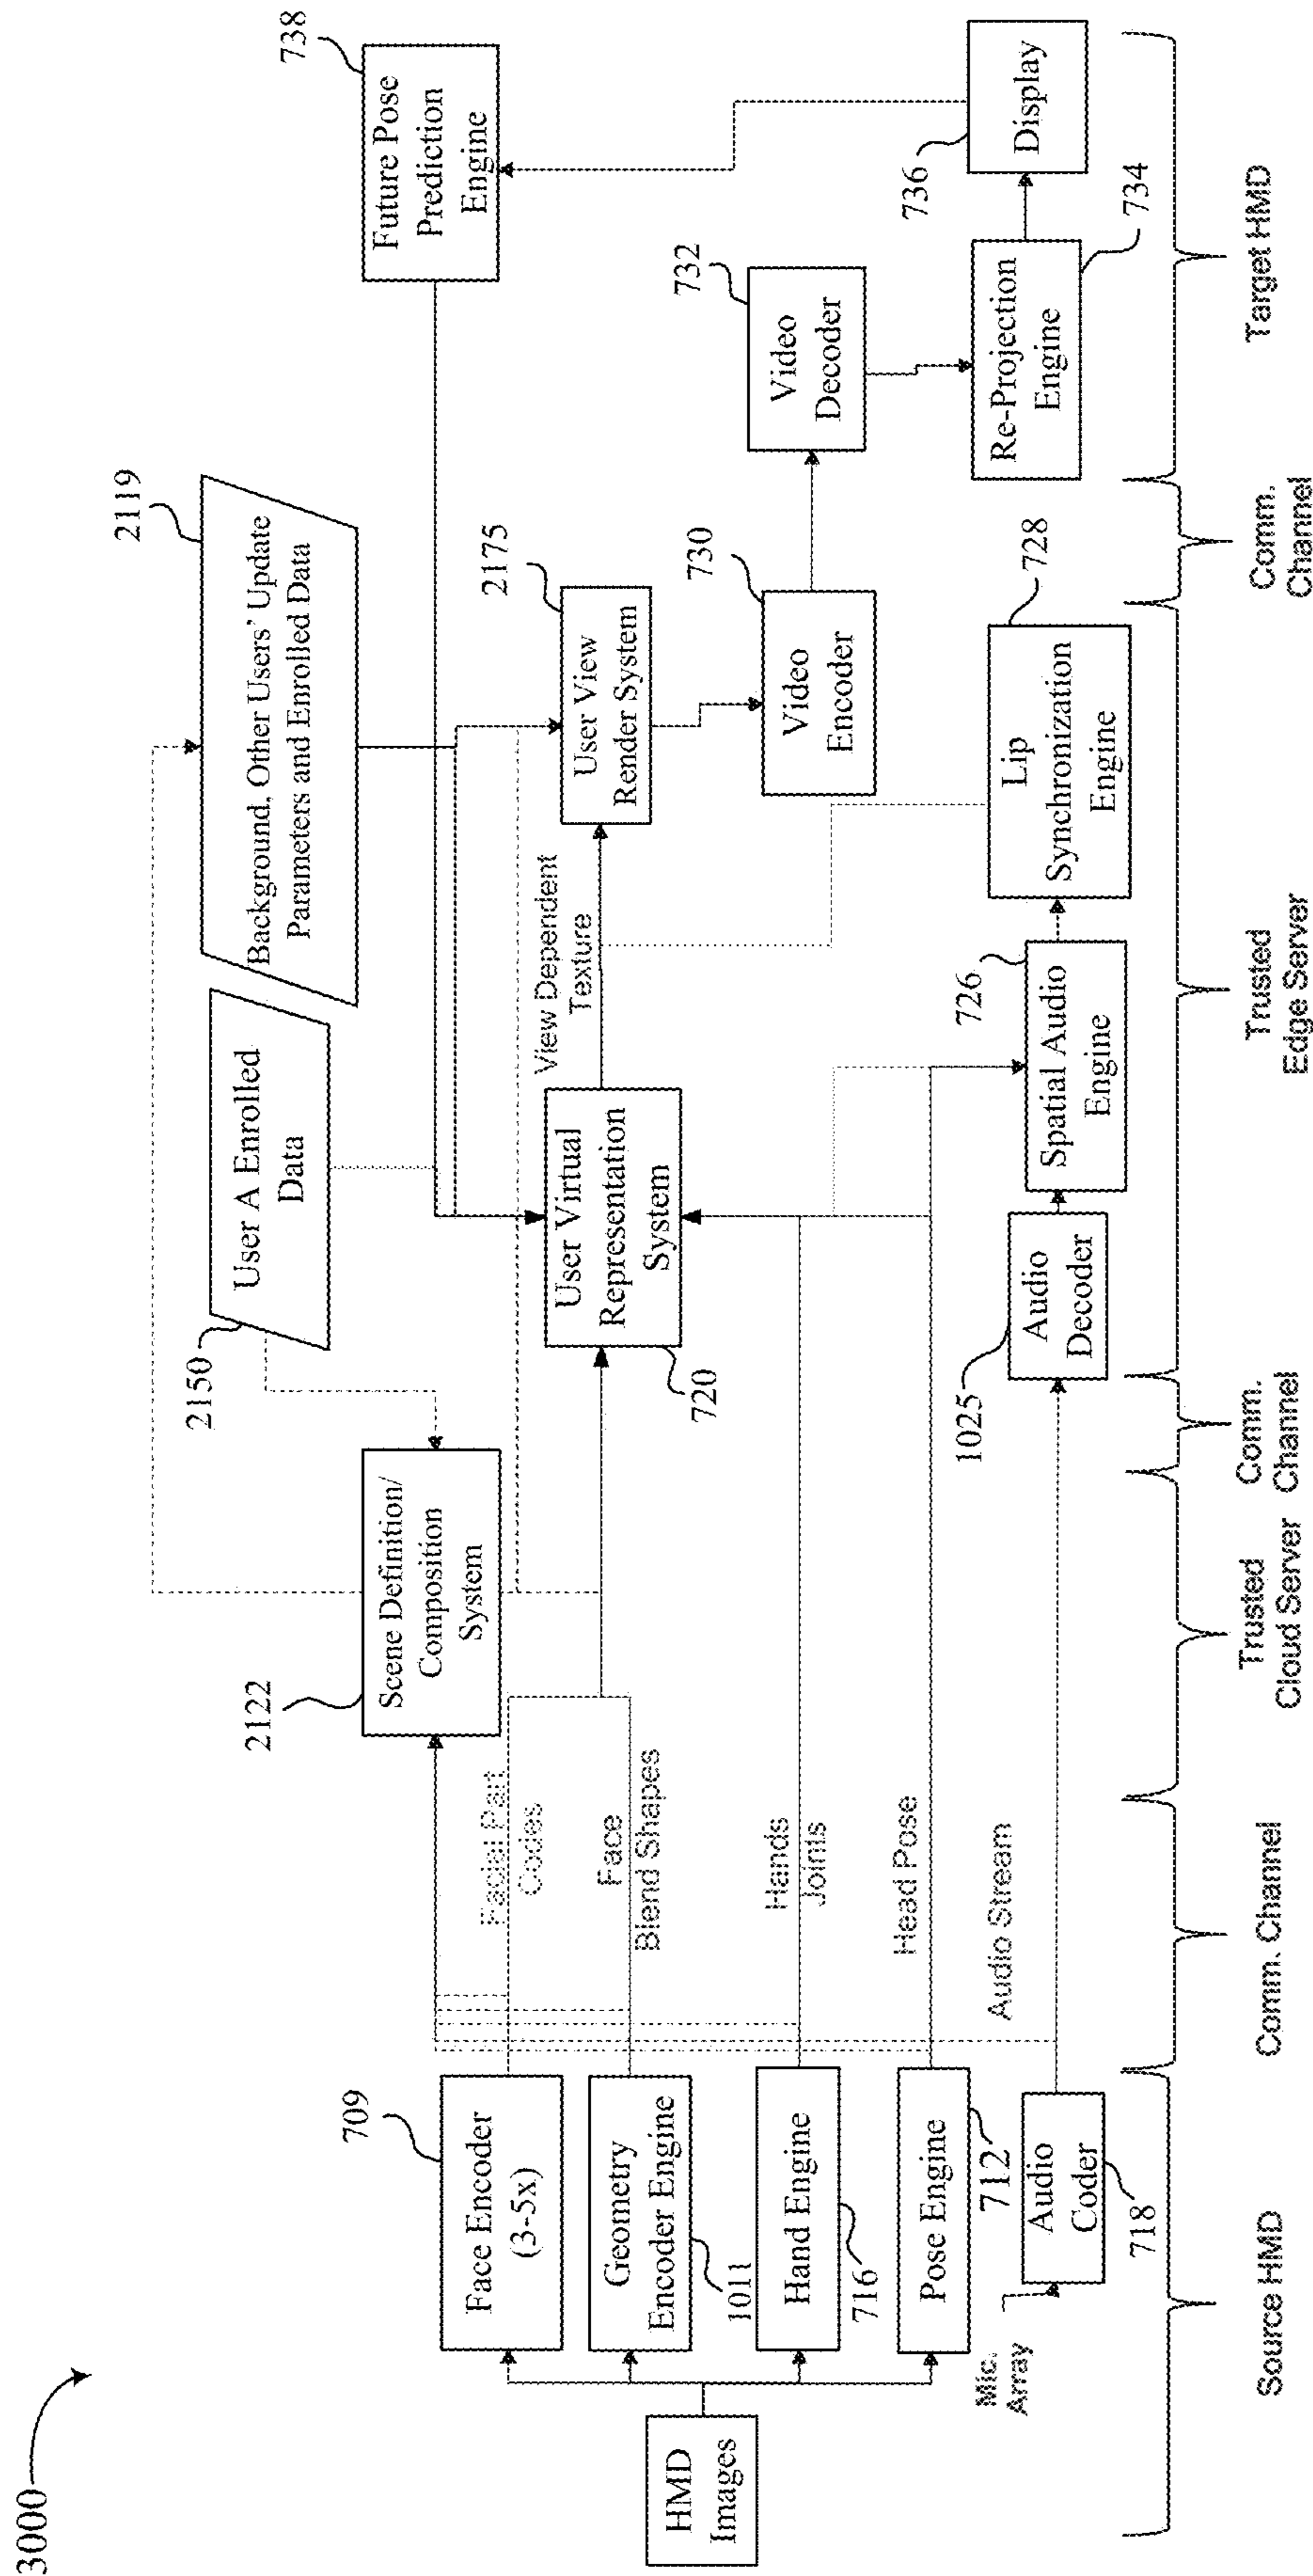 3000
HMD
Images
709
Face Encoder
(3-5x)
Geometry
Encoder Engine
1011
Hand Engine
716
Pose Engine
712
Mic.
Array
Audio
Coder
718
Facial Part
Codes
Face
Blend Shapes
Hands
Joints
Head Pose
Audio Stream
2122
Scene Definition/
Composition
System
2150
User A Enrolled
Data
2119
Background, Other Users' Update
Parameters and Enrolled Data
User Virtual
Representation
System
720
View Dependent
Texture
2175
User View
Render System
730
Video
Encoder
1025
Audio
Decoder
726
Spatial Audio
Engine
728
Lip
Synchronization
Engine
732
Video
Decoder
Re-Projection
Engine
734
736
Display
738
Future Pose
Prediction
Engine
Source HMD
Comm. Channel
Trusted
Cloud Server
Comm.
Channel
Trusted
Edge Server
Comm.
Channel
Target HMD